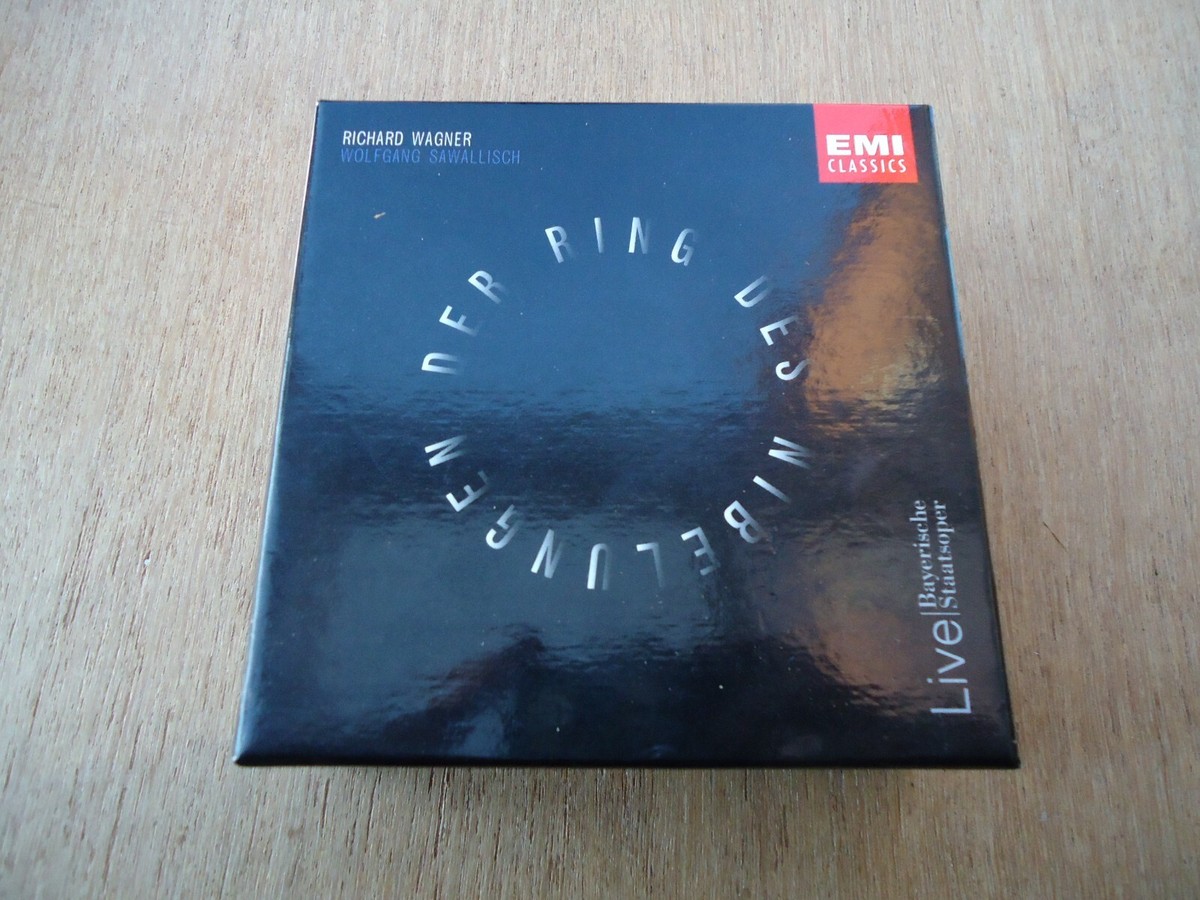 RICHARD WAGNER
WOLFGANG SAWALLISCH
EMI
CLASSICS
DER RING DES NIBELUNGEN
Live
Bayerische
Staatsoper